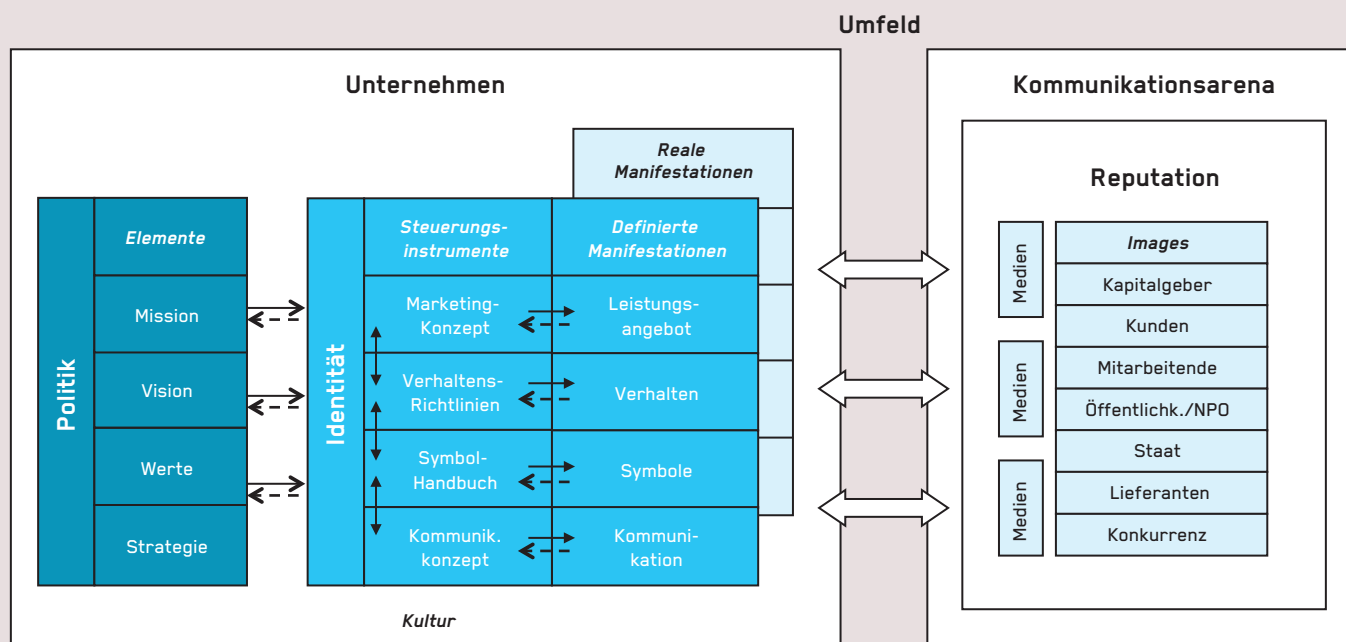 Umfeld
Unternehmen
Kommunikationsarena
Reale
Manifestationen
Politik
Elemente
Mission
Vision
Werte
Strategie
Identität
Steuerungs-
instrumente
Definierte
Manifestationen
Marketing-
Konzept
Leistungs-
angebot
Verhaltens-
Richtlinien
Verhalten
Symbol-
Handbuch
Symbole
Kommunik.
konzept
Kommuni-
kation
Kultur
Reputation
Medien
Medien
Medien
Images
Kapitalgeber
Kunden
Mitarbeitende
Öffentlichk./NPO
Staat
Lieferanten
Konkurrenz